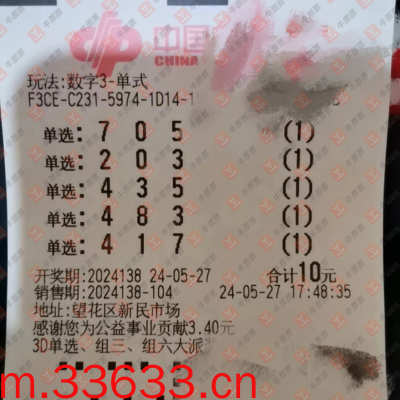 中国
CHINA
玩法:数字3-单式
F3CE-C231-5974-1D14-1
单选: 7 0 5 (1)
单选: 2 0 3 (1)
单选: 4 3 5 (1)
单选: 4 8 3 (1)
单选: 4 1 7 (1)
开奖期:2024138 24-05-27 合计10元
销售期:2024138-104 24-05-27 17:48:35
地址:望花区新民市场
感谢您为公益事业贡献3.40元
3D单选、组三、组六大派
m.33633.cn